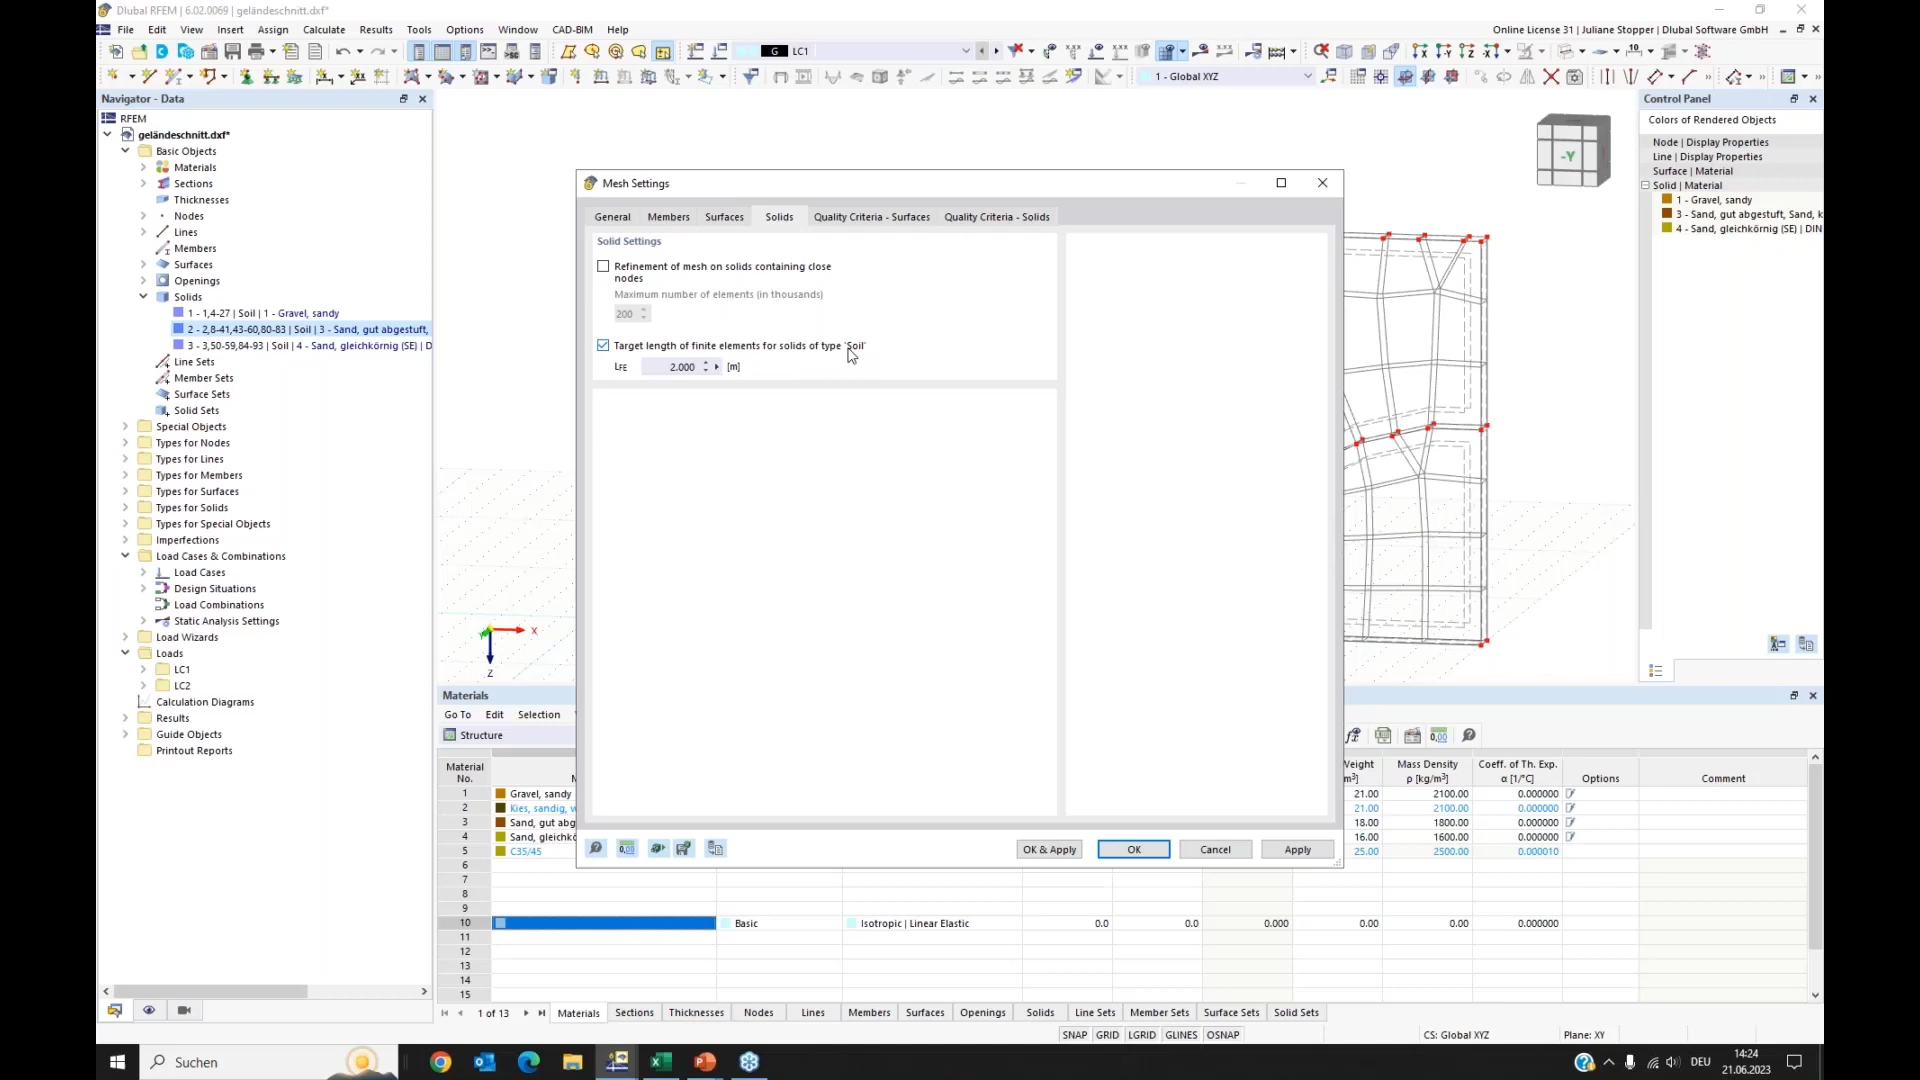 Dlubal RFEM | 6.02.0069 | geländeschnitt.dxf*
File Edit View Insert Assign Calculate Results Tools Options Window CAD-BIM Help
Online License 31 | Juliane Stopper | Dlubal Software GmbH
G LC1
1 - Global XYZ
Navigator - Data
RFEM
geländeschnitt.dxf*
Basic Objects
Materials
Sections
Thicknesses
Nodes
Lines
Members
Surfaces
Openings
Solids
1 - 1,4-27 | Soil | 1 - Gravel, sandy
2 - 2,8-41,43-60,80-83 | Soil | 3 - Sand, gut abgestuft,
3 - 3,50-59,84-93 | Soil | 4 - Sand, gleichkörnig (SE) | D
Line Sets
Member Sets
Surface Sets
Solid Sets
Special Objects
Types for Nodes
Types for Lines
Types for Members
Types for Surfaces
Types for Solids
Types for Special Objects
Imperfections
Load Cases & Combinations
Load Cases
Design Situations
Load Combinations
Static Analysis Settings
Load Wizards
Loads
LC1
LC2
Calculation Diagrams
Results
Guide Objects
Printout Reports
Mesh Settings
General Members Surfaces Solids Quality Criteria - Surfaces Quality Criteria - Solids
Solid Settings
Refinement of mesh on solids containing close
nodes
Maximum number of elements (in thousands)
200
Target length of finite elements for solids of type 'Soil'
LFE 2.000 [m]
OK & Apply OK Cancel Apply
-Y
X
Z
Control Panel
Colors of Rendered Objects
Node | Display Properties
Line | Display Properties
Surface | Material
Solid | Material
1 - Gravel, sandy
3 - Sand, gut abgestuft, Sand, k
4 - Sand, gleichkörnig (SE) | DIN
Materials
Go To Edit Selection
Structure
Material
No.
Mass Density
ρ [kg/m³]
Coeff. of Th. Exp.
α [1/°C]
Options
Comment
1 Gravel, sandy 21.00 2100.00 0.000000
2 Kies, sandig, 21.00 2100.00 0.000000
3 Sand, gut abg 18.00 1800.00 0.000000
4 Sand, gleichkö 16.00 1600.00 0.000000
5 C35/45 25.00 2500.00 0.000010
6
7
8
9
10 Basic Isotropic | Linear Elastic 0.0 0.0 0.000 0.00 0.00 0.000000
11
12
13
14
15
1 of 13 Materials Sections Thicknesses Nodes Lines Members Surfaces Openings Solids Line Sets Member Sets Surface Sets Solid Sets
SNAP GRID LGRID GLINES OSNAP
CS: Global XYZ
Plane: XY
Suchen
DEU
14:24
21.06.2023